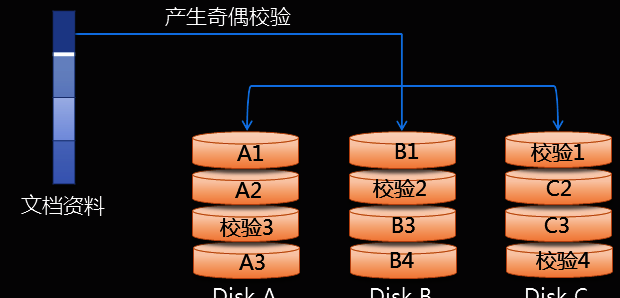 产生奇偶校验
A1
B1
校验1
A2
校验2
C2
文档资料
校验3
B3
C3
A3
B4
校验4
Disk A
Disk B
Disk C